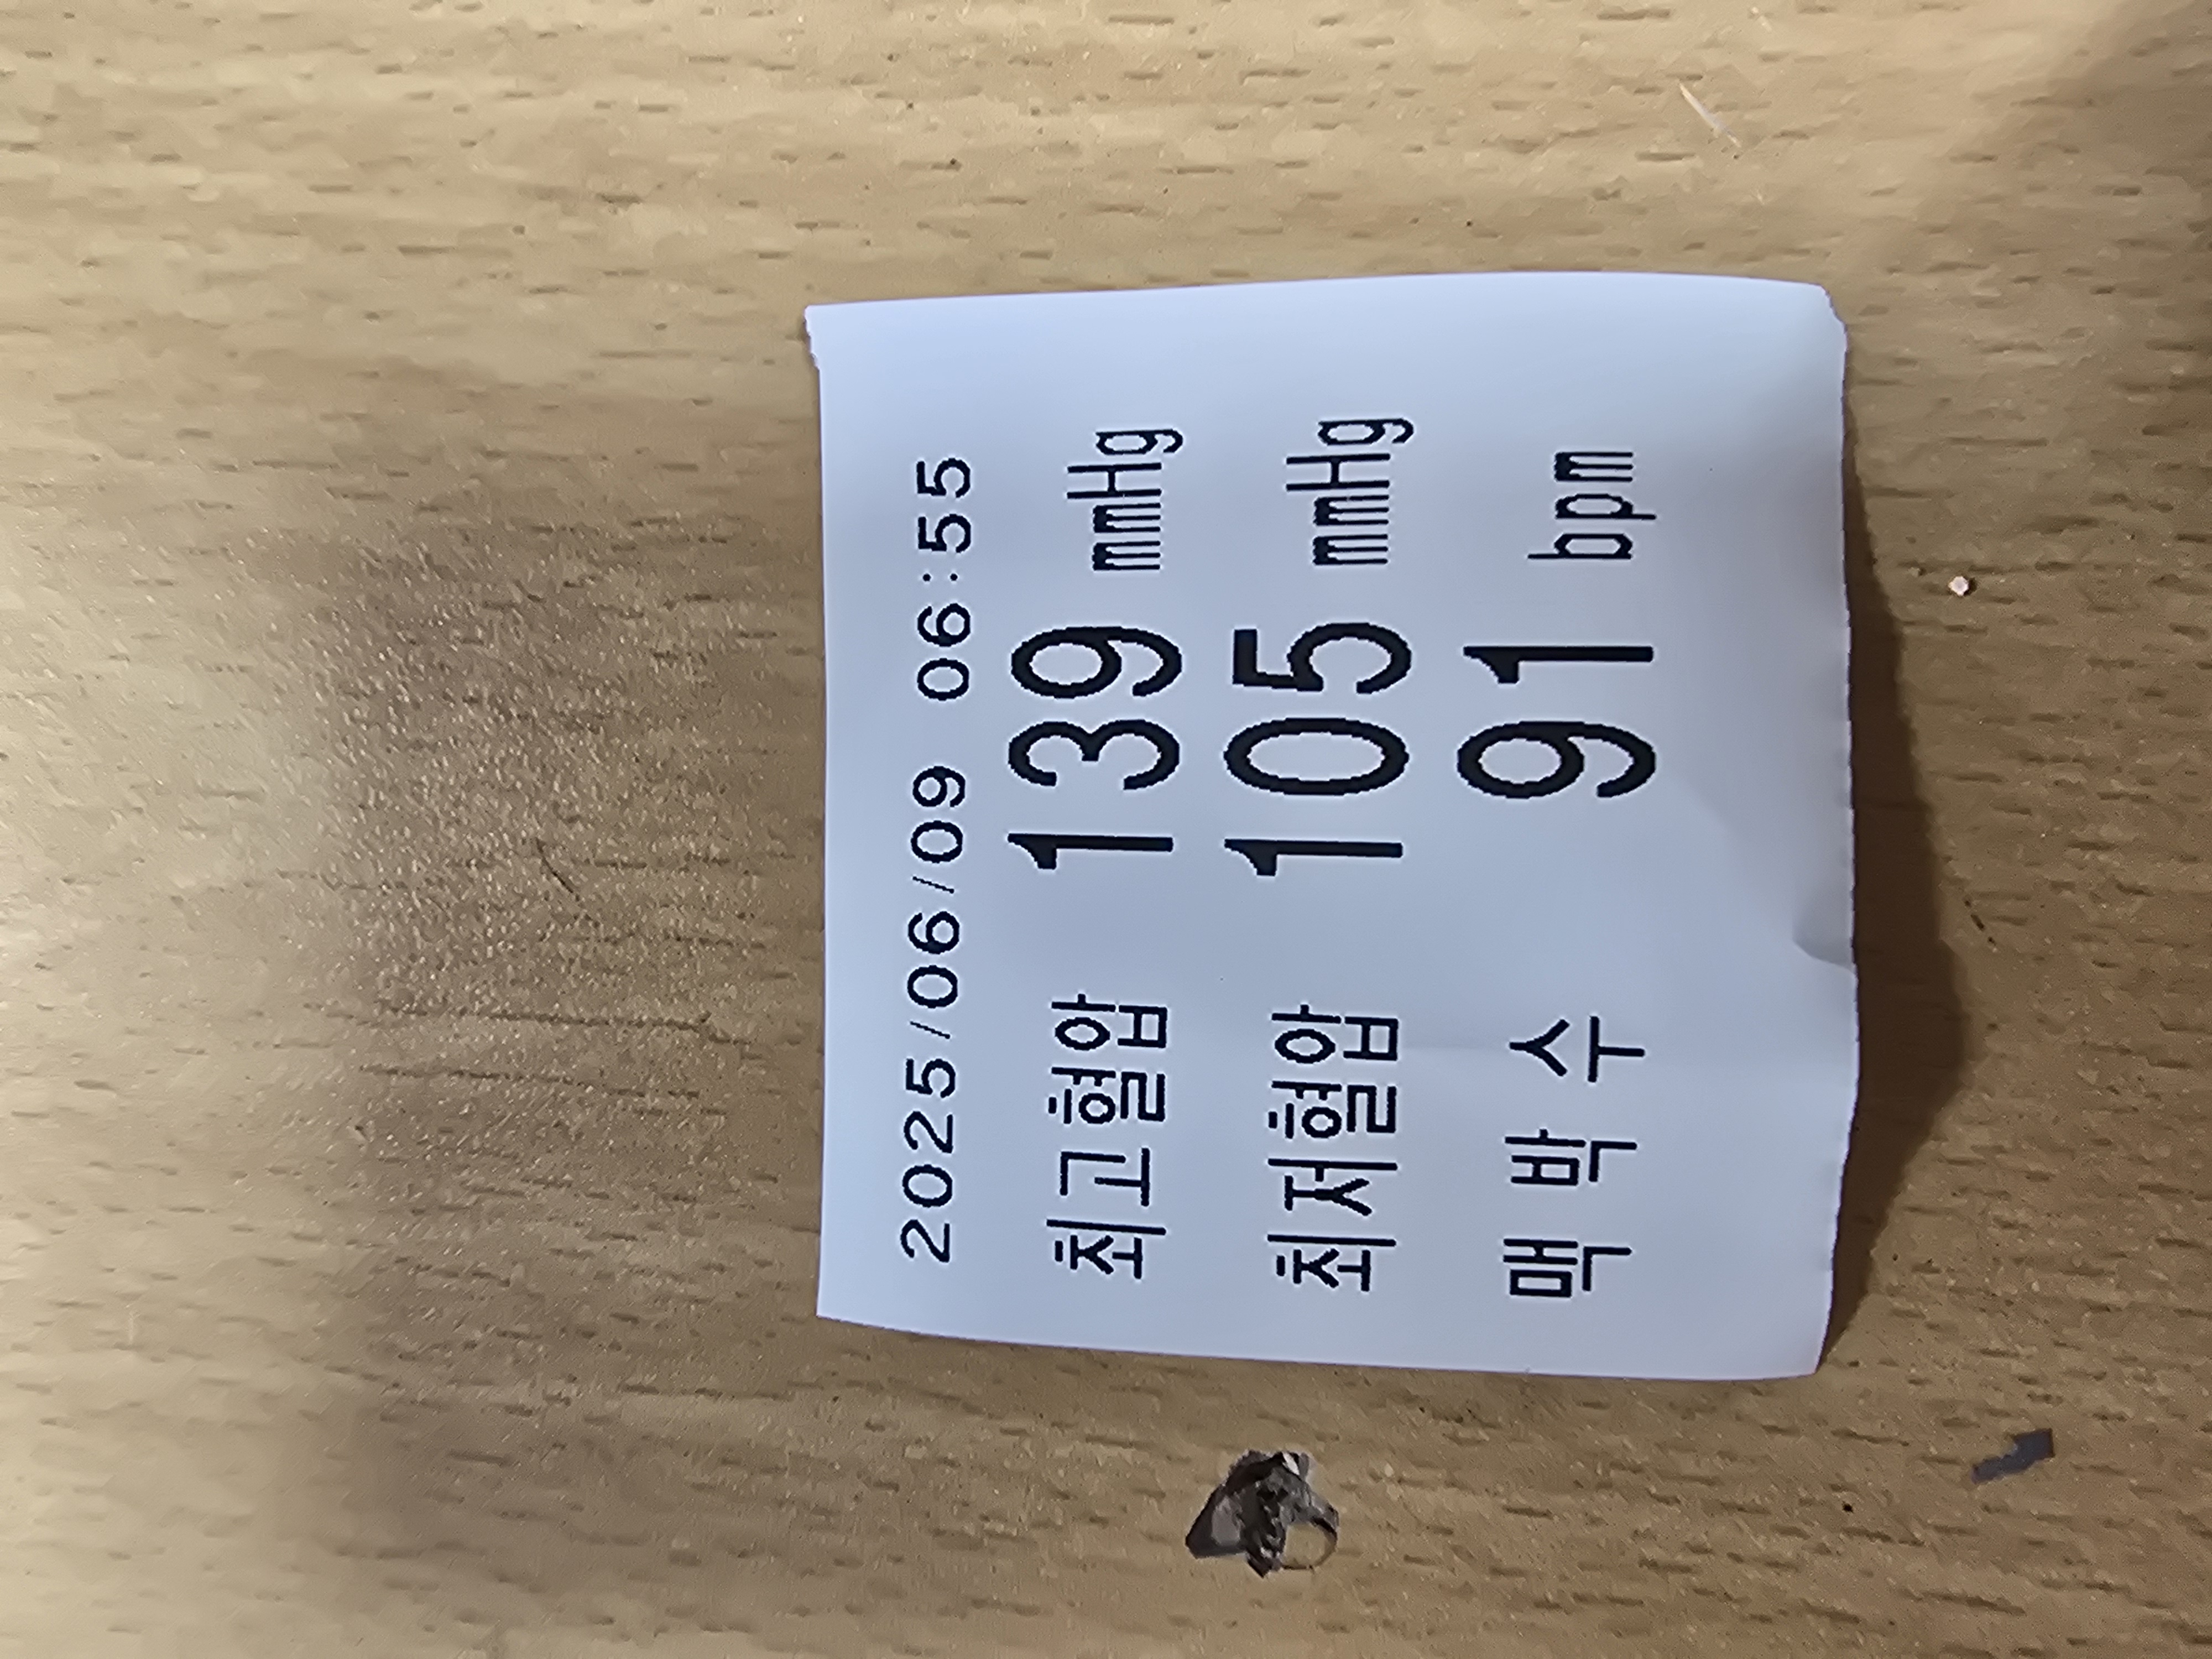 2025/06/09 06:55
최고혈압 139 mmHg
최저혈압 105 mmHg
맥 박 수 91 bpm